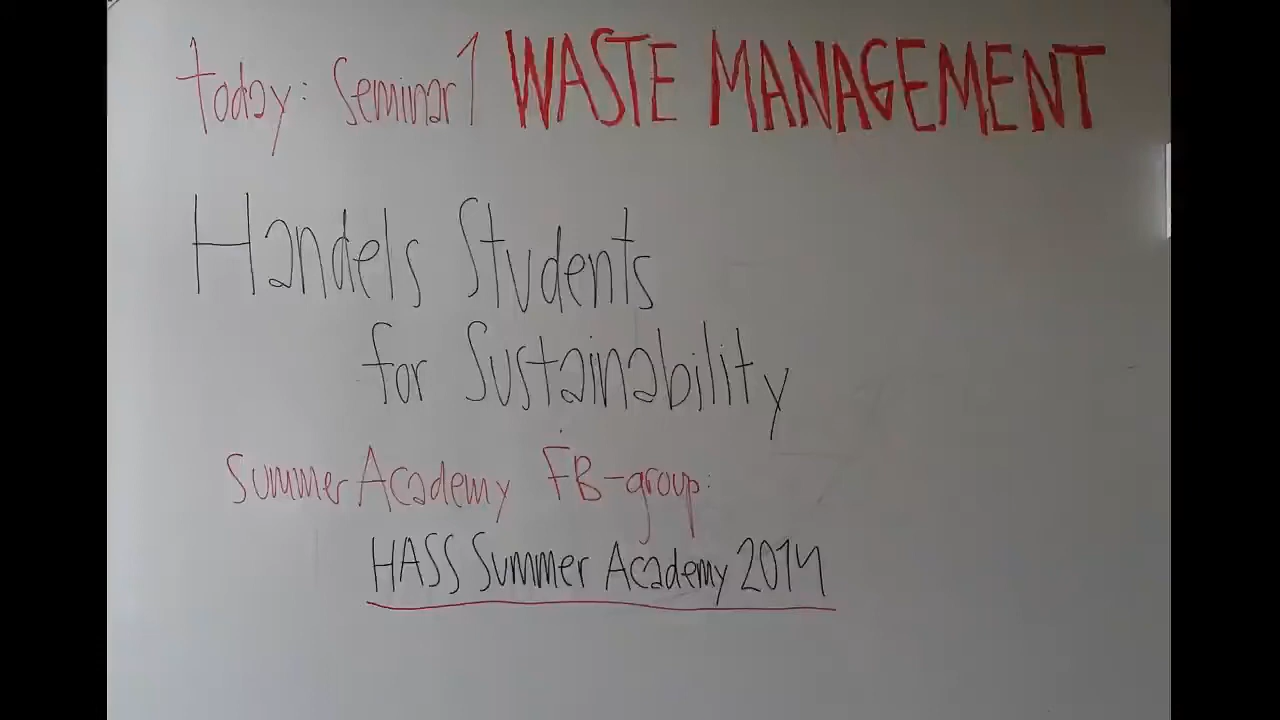 today: Seminar 1 WASTE MANAGEMENT
Handels Students
for Sustainability
Summer Academy FB-group:
HASS Summer Academy 2014